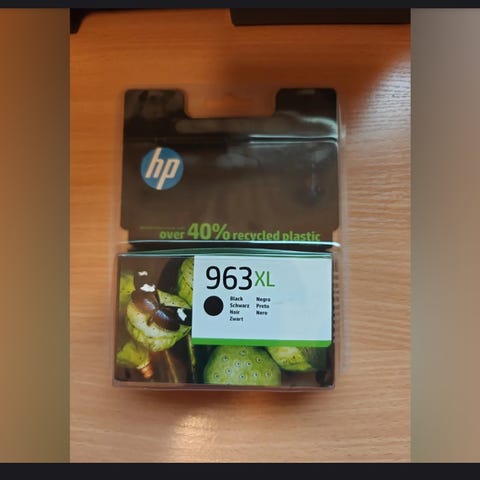 hp
over 40% recycled plastic
963XL
Black Negro
Schwarz Preto
Noir Nero
Zwart